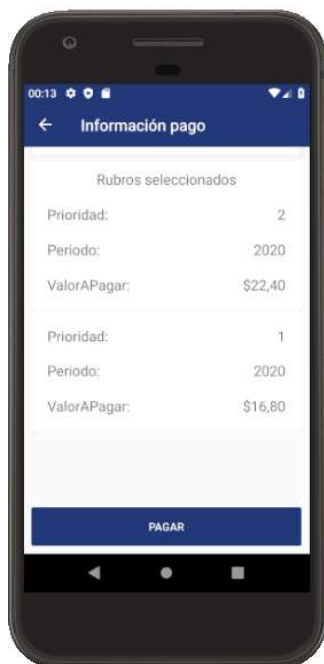 00:13
Información pago
Rubros seleccionados
Prioridad: 2
Periodo: 2020
ValorAPagar: $22,40
Prioridad: 1
Periodo: 2020
ValorAPagar: $16,80
PAGAR